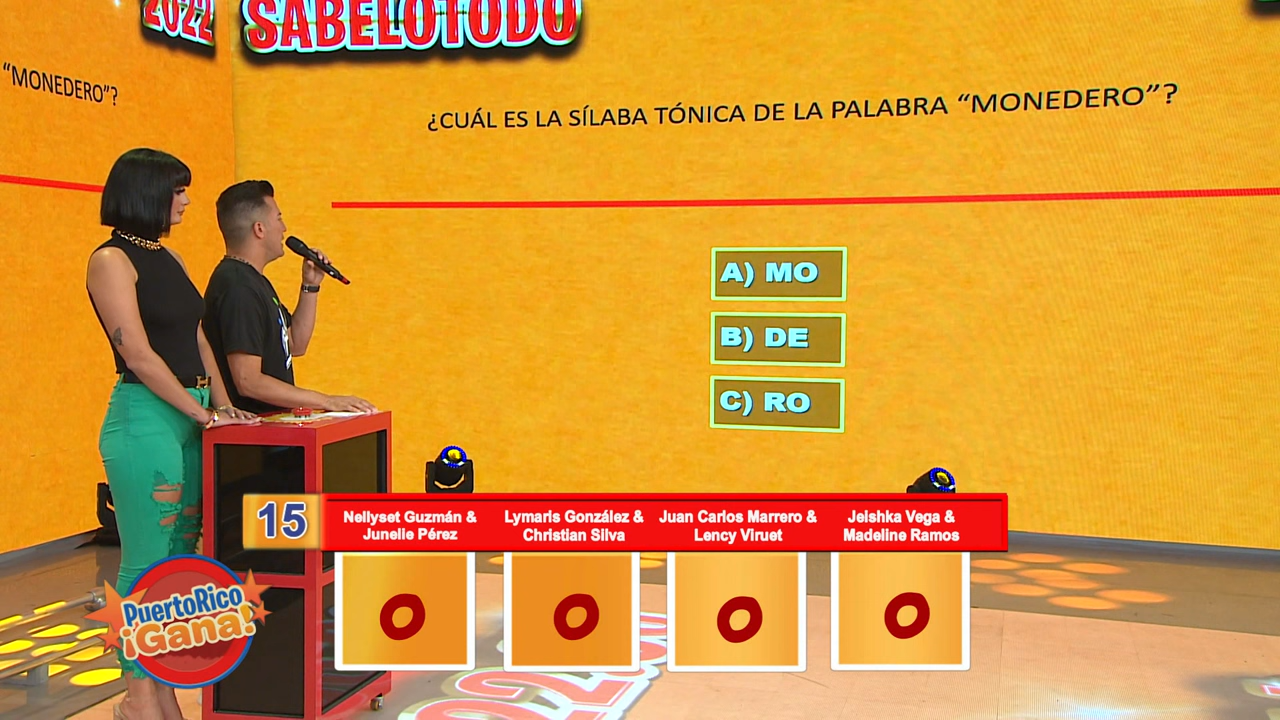 2022
SABELOTODO
“MONEDERO”?
¿CUÁL ES LA SÍLABA TÓNICA DE LA PALABRA “MONEDERO”?
A) MO
B) DE
C) RO
15
Nellyset Guzmán &
Junelle Pérez
Lymaris González &
Christian Silva
Juan Carlos Marrero &
Lency Viruet
Jeishka Vega &
Madeline Ramos
0
0
0
0
PuertoRico
¡Gana!